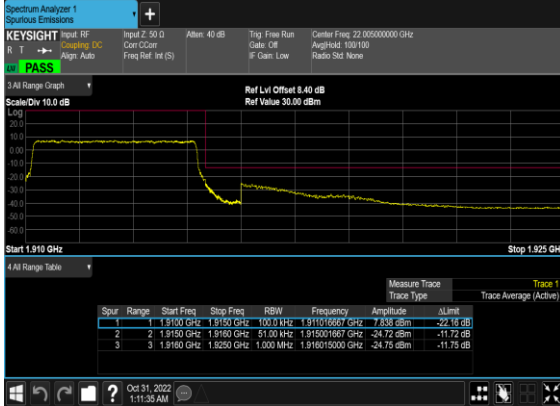 Spectrum Analyzer 1
Spurious Emissions
+
KEYSIGHT Input: RF Input Z: 50 Ω Atten: 40 dB Trig: Free Run Center Freq: 22.005000000 GHz
R T Coupling: DC Corr CCorr Gate: Off Avg|Hold: 100/100
Align: Auto Freq Ref: Int (S) IF Gain: Low Radio Std: None
LXI PASS
3 All Range Graph
Ref Lvl Offset 8.40 dB
Scale/Div 10.0 dB Ref Value 30.00 dBm
Log
20.0
10.0
0.00
-10.0
-20.0
-30.0
-40.0
-50.0
-60.0
Start 1.910 GHz Stop 1.925 GH
4 All Range Table
Measure Trace Trace 1
Trace Type Trace Average (Active)
Spur Range Start Freq Stop Freq RBW Frequency Amplitude ΔLimit
1 1 1.9100 GHz 1.9150 GHz 100.0 kHz 1.911016667 GHz 7.838 dBm -22.16 dB
2 2 1.9150 GHz 1.9160 GHz 51.00 kHz 1.915001667 GHz -24.72 dBm -11.72 dB
3 3 1.9160 GHz 1.9250 GHz 1.000 MHz 1.916015000 GHz -24.75 dBm -11.75 dB
? Oct 31, 2022
1:11:35 AM